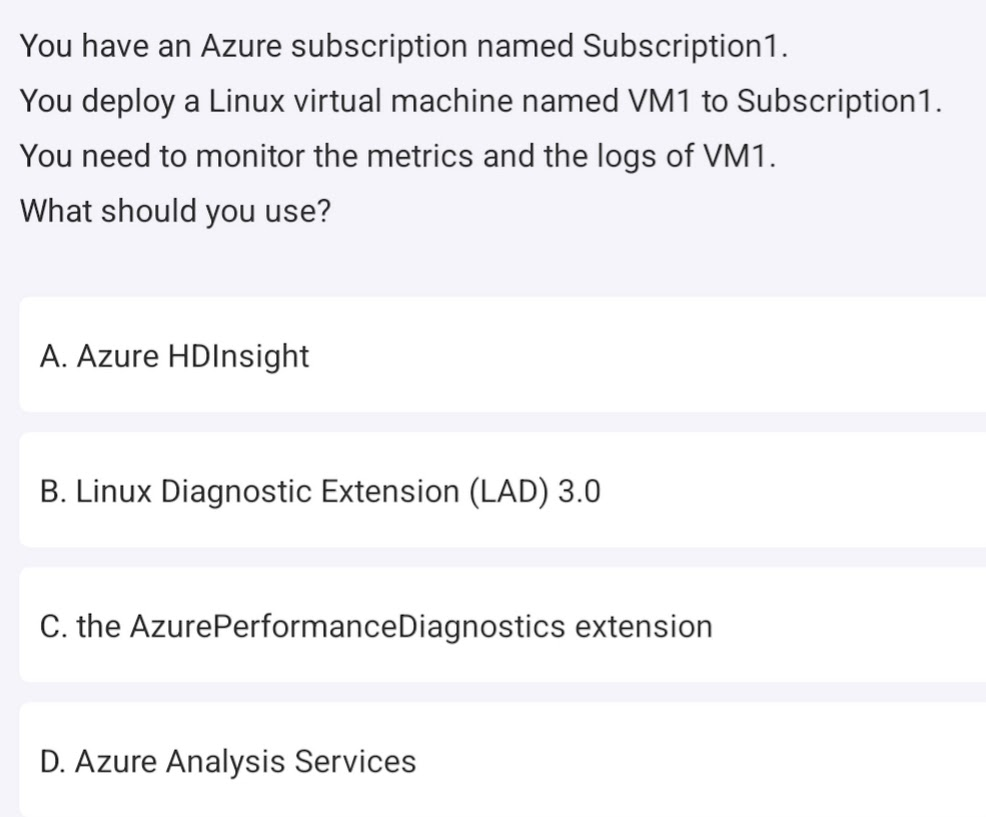 You have an Azure subscription named Subscription1.
You deploy a Linux virtual machine named VM1 to Subscription1.
You need to monitor the metrics and the logs of VM1.
What should you use?
A. Azure HDInsight
B. Linux Diagnostic Extension (LAD) 3.0
C. the AzurePerformanceDiagnostics extension
D. Azure Analysis Services